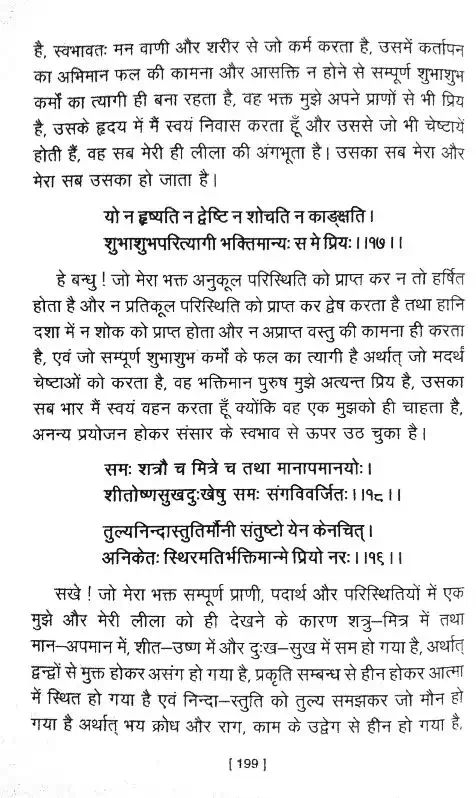 है, स्वभावतः मन वाणी और शरीर से जो कर्म करता है, उसमें कर्तापन
का अभिमान फल की कामना और आसक्ति न होने से सम्पूर्ण शुभाशुभ
कर्मों का त्यागी ही बना रहता है, वह भक्त मुझे अपने प्राणों से भी प्रिय
है, उसके हृदय में मैं स्वयं निवास करता हूँ और उससे जो भी चेष्टायें
होती हैं, वह सब मेरी ही लीला की अंगभूता है। उसका सब मेरा और
मेरा सब उसका हो जाता है।
यो न हृष्यति न द्वेष्टि न शोचति न काङ्क्षति।
शुभाशुभपरित्यागी भक्तिमान्यः स मे प्रियः।।१७।।
हे बन्धु ! जो मेरा भक्त अनुकूल परिस्थिति को प्राप्त कर न तो हर्षित
होता है और न प्रतिकूल परिस्थिति को प्राप्त कर द्वेष करता है तथा हानि
दशा में न शोक को प्राप्त होता और न अप्राप्त वस्तु की कामना ही करता
है, एवं जो सम्पूर्ण शुभाशुभ कर्मों के फल का त्यागी है अर्थात् जो मदर्थ
चेष्टाओं को करता है, वह भक्तिमान पुरुष मुझे अत्यन्त प्रिय है, उसका
सब भार मैं स्वयं वहन करता हूँ क्योंकि वह एक मुझको ही चाहता है,
अनन्य प्रयोजन होकर संसार के स्वभाव से ऊपर उठ चुका है।
समः शत्रौ च मित्रे च तथा मानापमानयोः।
शीतोष्णसुखदुःखेषु समः संगविवर्जितः।।१८।।
तुल्यनिन्दास्तुतिर्मौनी संतुष्टो येन केनचित्।
अनिकेतः स्थिरमतिर्भक्तिमान्मे प्रियो नरः।।१६।।
सखे ! जो मेरा भक्त सम्पूर्ण प्राणी, पदार्थ और परिस्थितियों में एक
मुझे और मेरी लीला को ही देखने के कारण शत्रु–मित्र में तथा
मान–अपमान में, शीत–उष्ण में और दुःख–सुख में सम हो गया है, अर्थात्
द्वन्द्वों से मुक्त होकर असंग हो गया है, प्रकृति सम्बन्ध से हीन होकर आत्मा
में स्थित हो गया है एवं निन्दा–स्तुति को तुल्य समझकर जो मौन हो
गया है अर्थात् भय क्रोध और राग, काम के उद्वेग से हीन हो गया है,
[ 199 ]